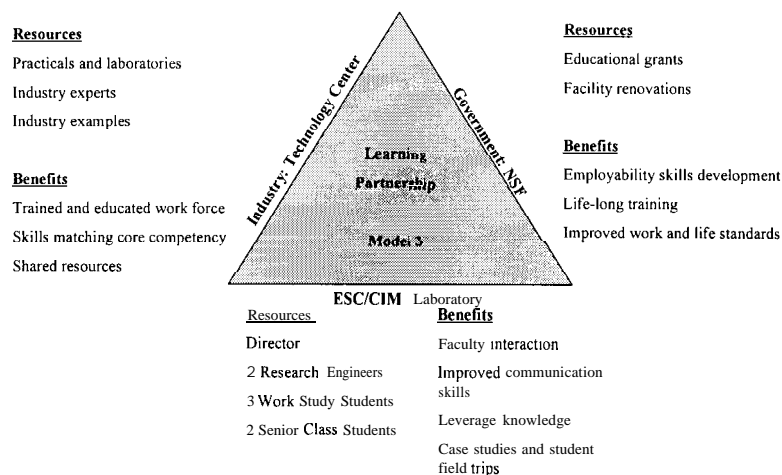 Resources
Practicals and laboratories
Industry experts
Industry examples
Benefits
Trained and educated work force
Skills matching core competency
Shared resources
Industry: Technology Center
Learning
Partnership
Model 3
Government: NSF
Resources
Educational grants
Facility renovations
Benefits
Employability skills development
Life-long training
Improved work and life standards
ESC/CIM Laboratory
Resources
Director
2 Research Engineers
3 Work Study Students
2 Senior Class Students
Benefits
Faculty interaction
Improved communication
skills
Leverage knowledge
Case studies and student
field trips